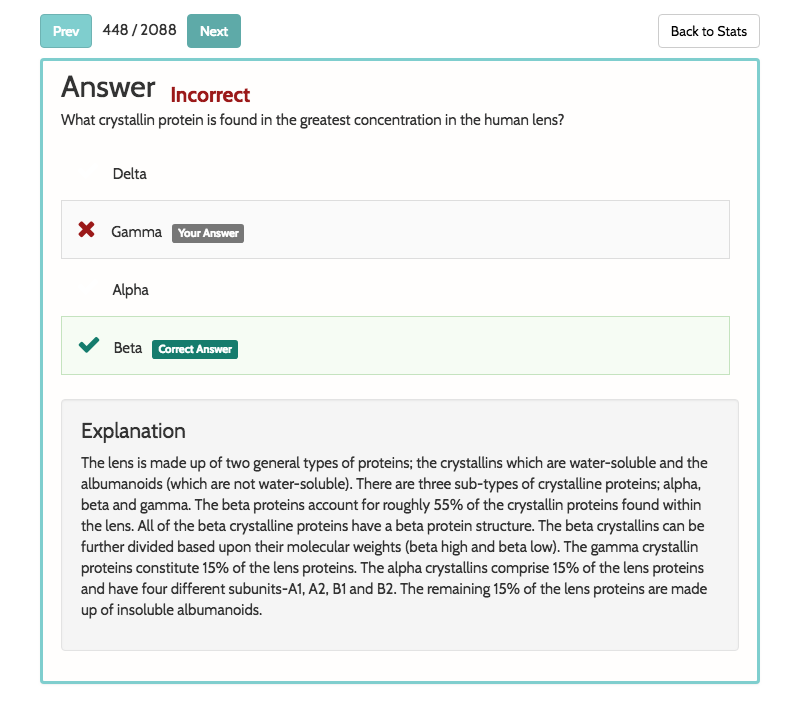 Prev 448 / 2088 Next Back to Stats
Answer Incorrect
What crystallin protein is found in the greatest concentration in the human lens?
Delta
Gamma Your Answer
Alpha
Beta Correct Answer
Explanation
The lens is made up of two general types of proteins; the crystallins which are water-soluble and the
albumanoids (which are not water-soluble). There are three sub-types of crystalline proteins; alpha,
beta and gamma. The beta proteins account for roughly 55% of the crystallin proteins found within
the lens. All of the beta crystalline proteins have a beta protein structure. The beta crystallins can be
further divided based upon their molecular weights (beta high and beta low). The gamma crystallin
proteins constitute 15% of the lens proteins. The alpha crystallins comprise 15% of the lens proteins
and have four different subunits-A1, A2, B1 and B2. The remaining 15% of the lens proteins are made
up of insoluble albumanoids.